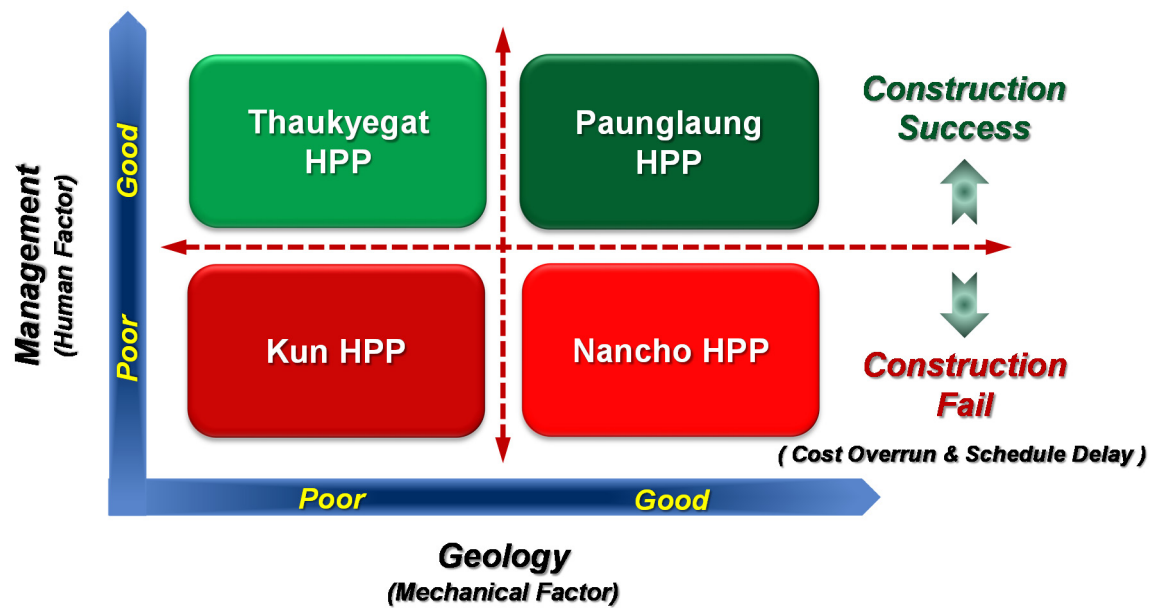 Management
(Human Factor)
Good
Poor
Thaukyegat
HPP
Paunglaung
HPP
Kun HPP
Nancho HPP
Construction
Success
Construction
Fail
( Cost Overrun & Schedule Delay )
Poor
Good
Geology
(Mechanical Factor)